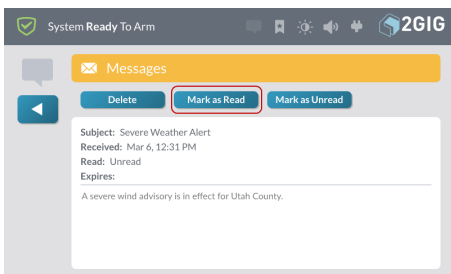 System Ready To Arm
2GIG
Messages
Delete
Mark as Read
Mark as Unread
Subject: Severe Weather Alert
Received: Mar 6, 12:31 PM
Read: Unread
Expires:
A severe wind advisory is in effect for Utah County.